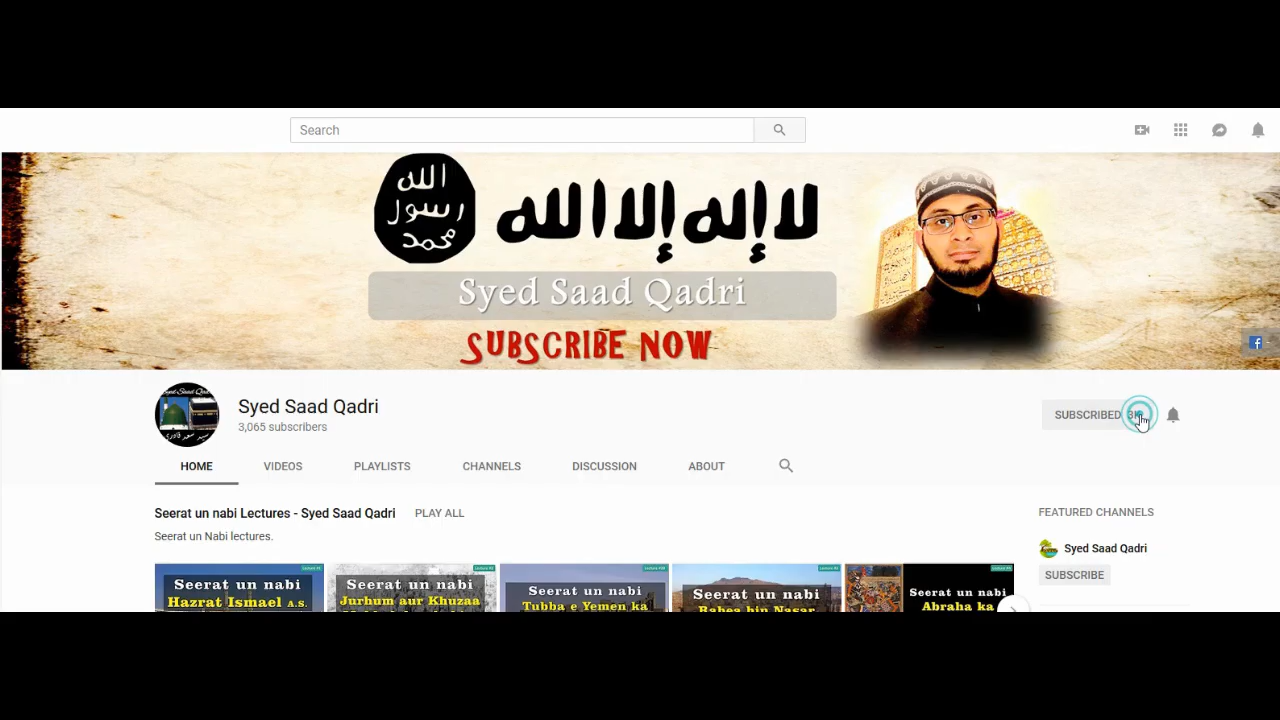 Search
الله
رسول
محمد
لا إله إلا الله
Syed Saad Qadri
SUBSCRIBE NOW
Syed Saad Qadri
3,065 subscribers
SUBSCRIBED
HOME VIDEOS PLAYLISTS CHANNELS DISCUSSION ABOUT
Seerat un nabi Lectures - Syed Saad Qadri PLAY ALL
Seerat un Nabi lectures.
FEATURED CHANNELS
Syed Saad Qadri
SUBSCRIBE
Seerat un nabi
Hazrat Ismael A.S.
Seerat un nabi
Jurhum aur Khuzaa
Seerat un nabi
Tubba e Yemen ka
Seerat un nabi
Rabea bin Nasar
Seerat un nabi
Abraha ka